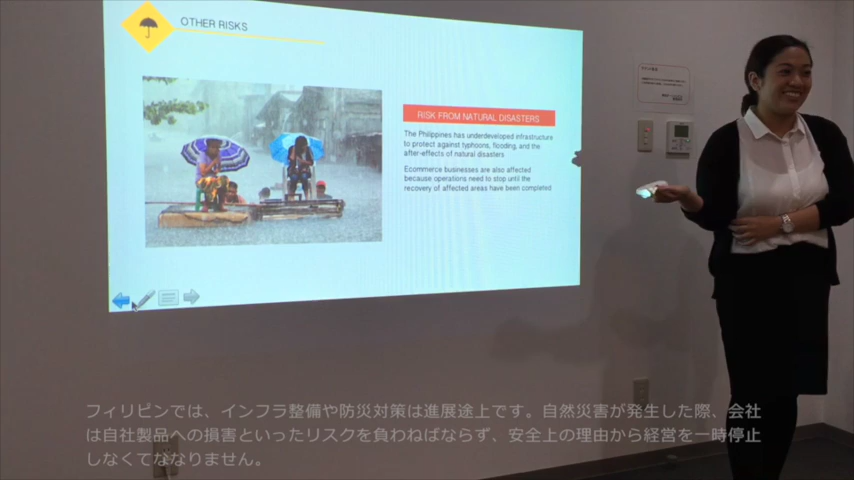 OTHER RISKS
RISK FROM NATURAL DISASTERS
The Philippines has underdeveloped infrastructure
to protect against typhoons, flooding, and the
after-effects of natural disasters
Ecommerce businesses are also affected
because operations need to stop until the
recovery of affected areas have been completed
フィリピンでは、インフラ整備や防災対策は進展途上です。自然災害が発生した際、会社
は自社製品への損害といったリスクを負わねばならず、安全上の理由から経営を一時停止
しなくてななりません。